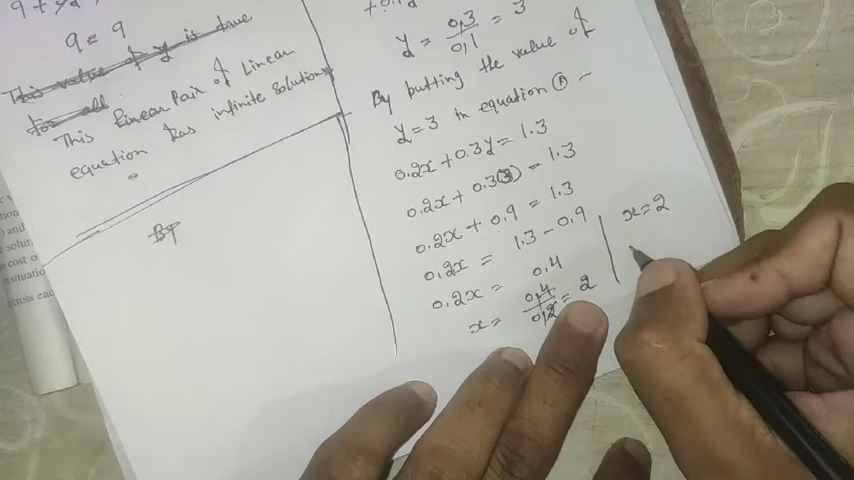 9 = 9
This value of y is true
for all
This Linear Pair of Linear
equation has infinite solution
By
y = 0.3/0.1 = 3
By putting the value of
y=3 in equation ① -
0.2x + 0.3y = 1.3
0.2x + 0.3(3) = 1.3
0.2x + 0.9 = 1.3
0.2x = 1.3 - 0.9
0.2x = 0.4
x = 0.4/0.2 = 2
x = 2